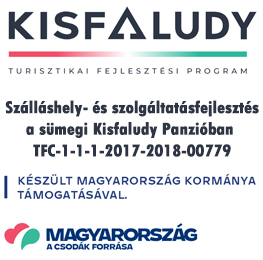 KISFALUDY
TURISZTIKAI FEJLESZTÉSI PROGRAM
Szálláshely- és szolgáltatásfejlesztés
a sümegi Kisfaludy Panzióban
TFC-1-1-1-2017-2018-00779
KÉSZÜLT MAGYARORSZÁG KORMÁNYA
TÁMOGATÁSÁVAL.
MAGYARORSZÁG
A CSODÁK FORRÁSA